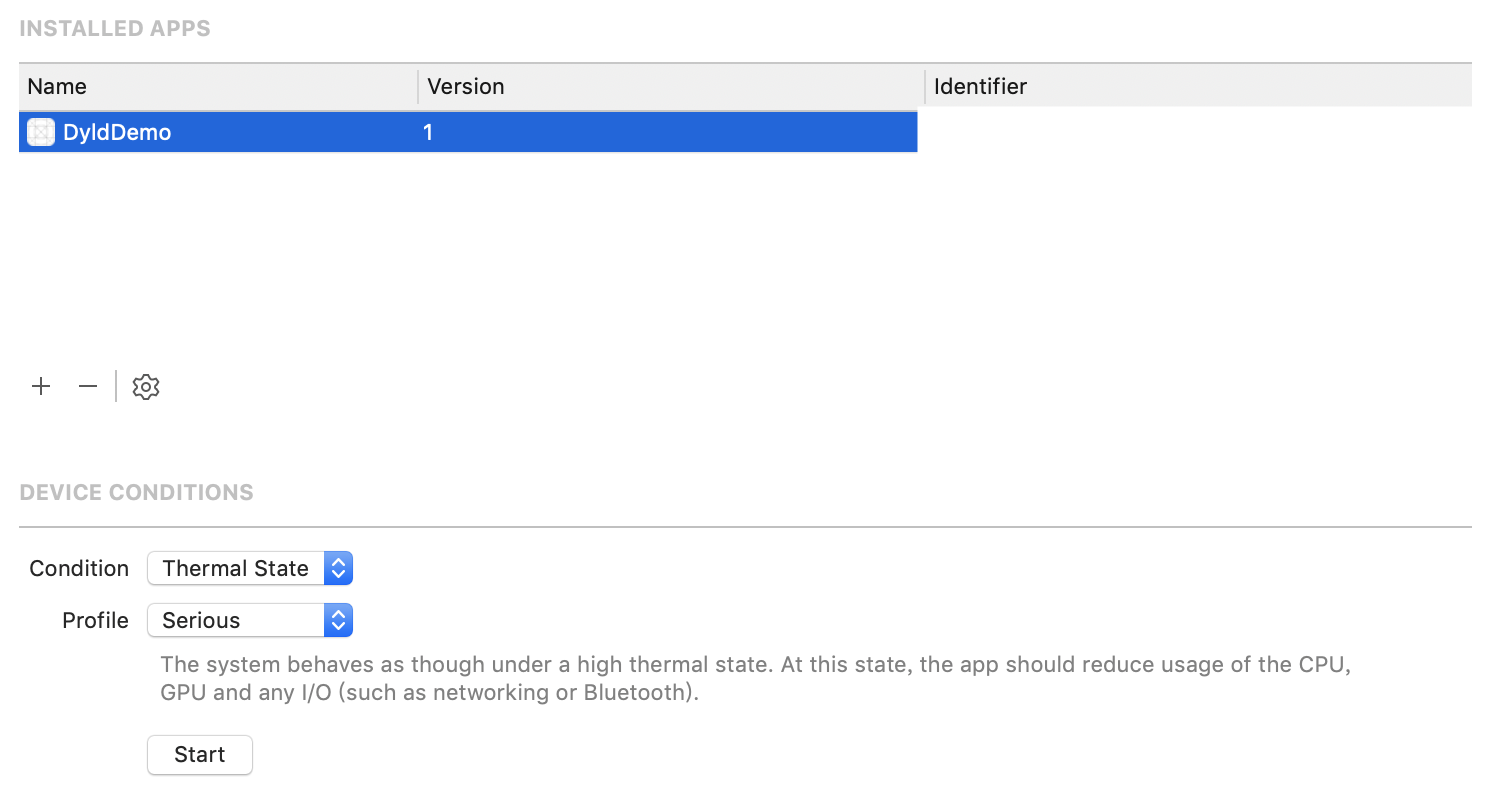 INSTALLED APPS
Name Version Identifier
DyldDemo 1
DEVICE CONDITIONS
Condition Thermal State
Profile Serious
The system behaves as though under a high thermal state. At this state, the app should reduce usage of the CPU,
GPU and any I/O (such as networking or Bluetooth).
Start